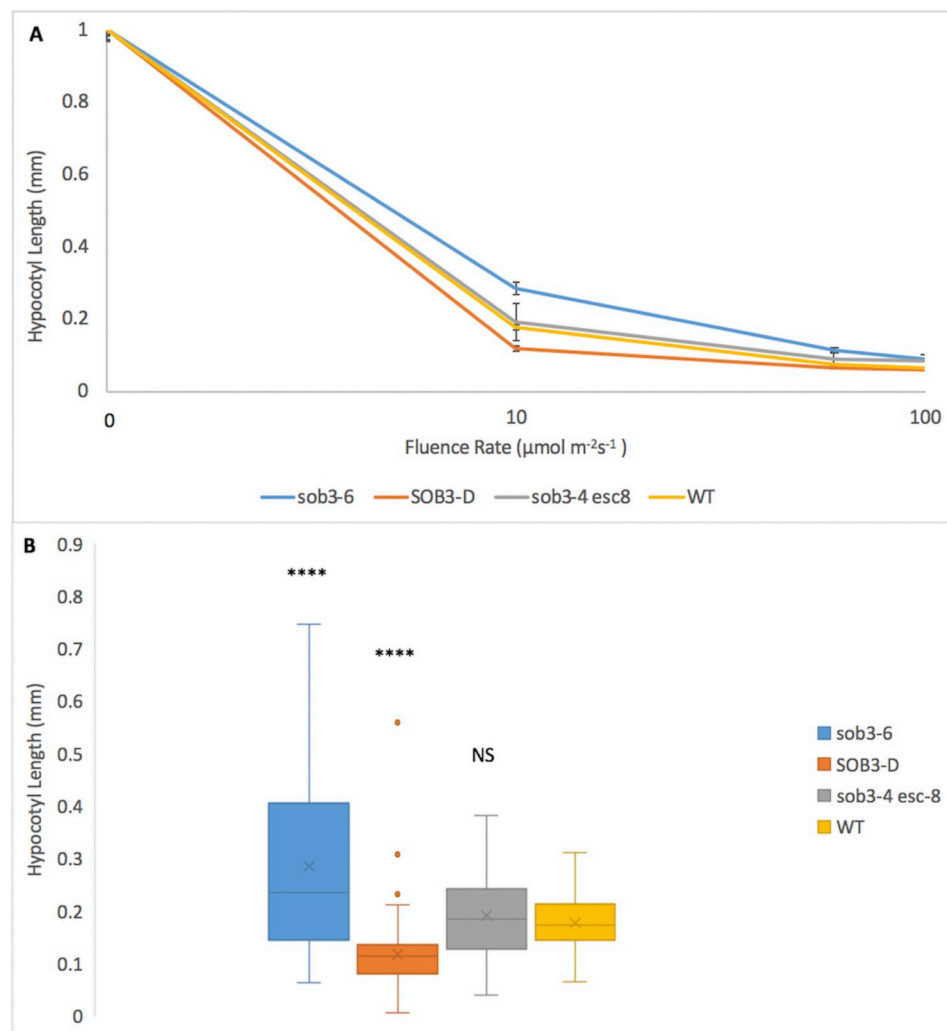 A
1
0.8
0.6
0.4
0.2
0
Hypocotyl Length (mm)
0 10 100
Fluence Rate (µmol m⁻²s⁻¹ )
sob3-6 SOB3-D sob3-4 esc8 WT
B
0.9
0.8
0.7
0.6
0.5
0.4
0.3
0.2
0.1
0
Hypocotyl Length (mm)
****
****
NS
sob3-6
SOB3-D
sob3-4 esc-8
WT